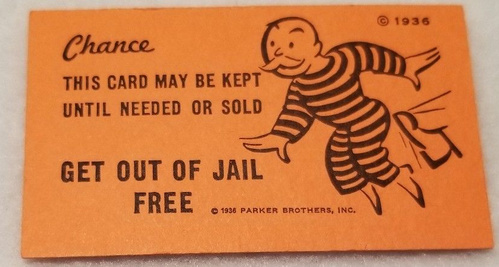 Chance
© 1936
THIS CARD MAY BE KEPT
UNTIL NEEDED OR SOLD
GET OUT OF JAIL
FREE
© 1936 PARKER BROTHERS, INC.